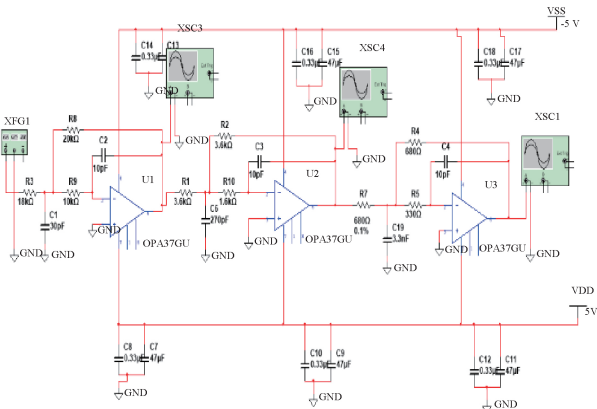 VSS
-5 V
XSC3
C14
0.33µF
C13
C16
0.33µF
C15
47µF
XSC4
C18
0.33µF
C17
47µF
GND
GND
GND
GND
GND
XFG1
R8
20kΩ
C2
10pF
R2
3.6kΩ
C3
10pF
R4
680Ω
C4
10pF
XSC1
R3
18kΩ
R9
10kΩ
U1
R1
3.6kΩ
R10
1.6kΩ
U2
R7
680Ω
0.1%
R5
330Ω
U3
C1
30pF
GND
OPA37GU
C5
270pF
GND
C19
3.3nF
GND
OPA37GU
GND
GND
GND
GND
GND
VDD
5V
C8
0.33µF
C7
47µF
C10
0.33µF
C9
47µF
C12
0.33µF
C11
47µF
GND
GND
GND